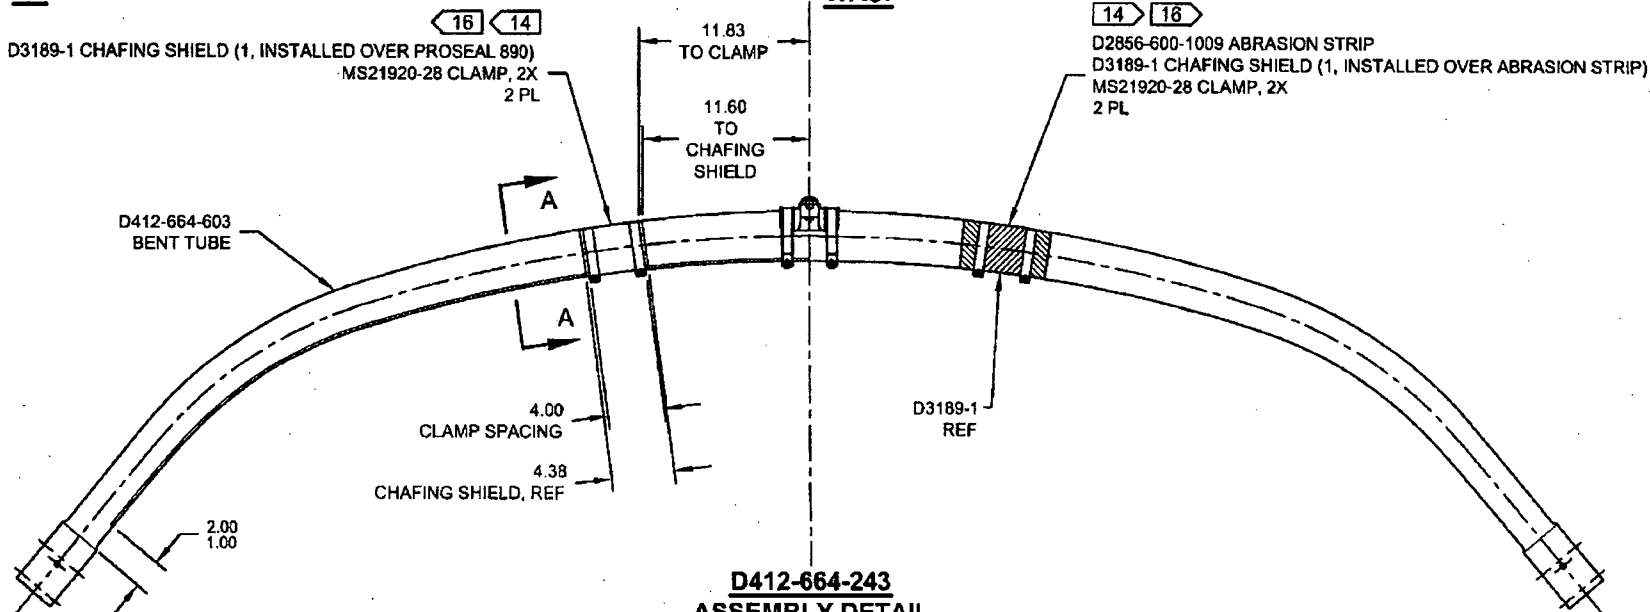 16 14
D3189-1 CHAFING SHIELD (1, INSTALLED OVER PROSEAL 890)
MS21920-28 CLAMP, 2X
2 PL
11.83
TO CLAMP
11.60
TO
CHAFING
SHIELD
14 16
D2856-600-1009 ABRASION STRIP
D3189-1 CHAFING SHIELD (1, INSTALLED OVER ABRASION STRIP)
MS21920-28 CLAMP, 2X
2 PL
A
D412-664-603
BENT TUBE
A
4.00
CLAMP SPACING
4.38
CHAFING SHIELD, REF
D3189-1
REF
2.00
1.00
D412-664-243
ASSEMBLY DETAIL